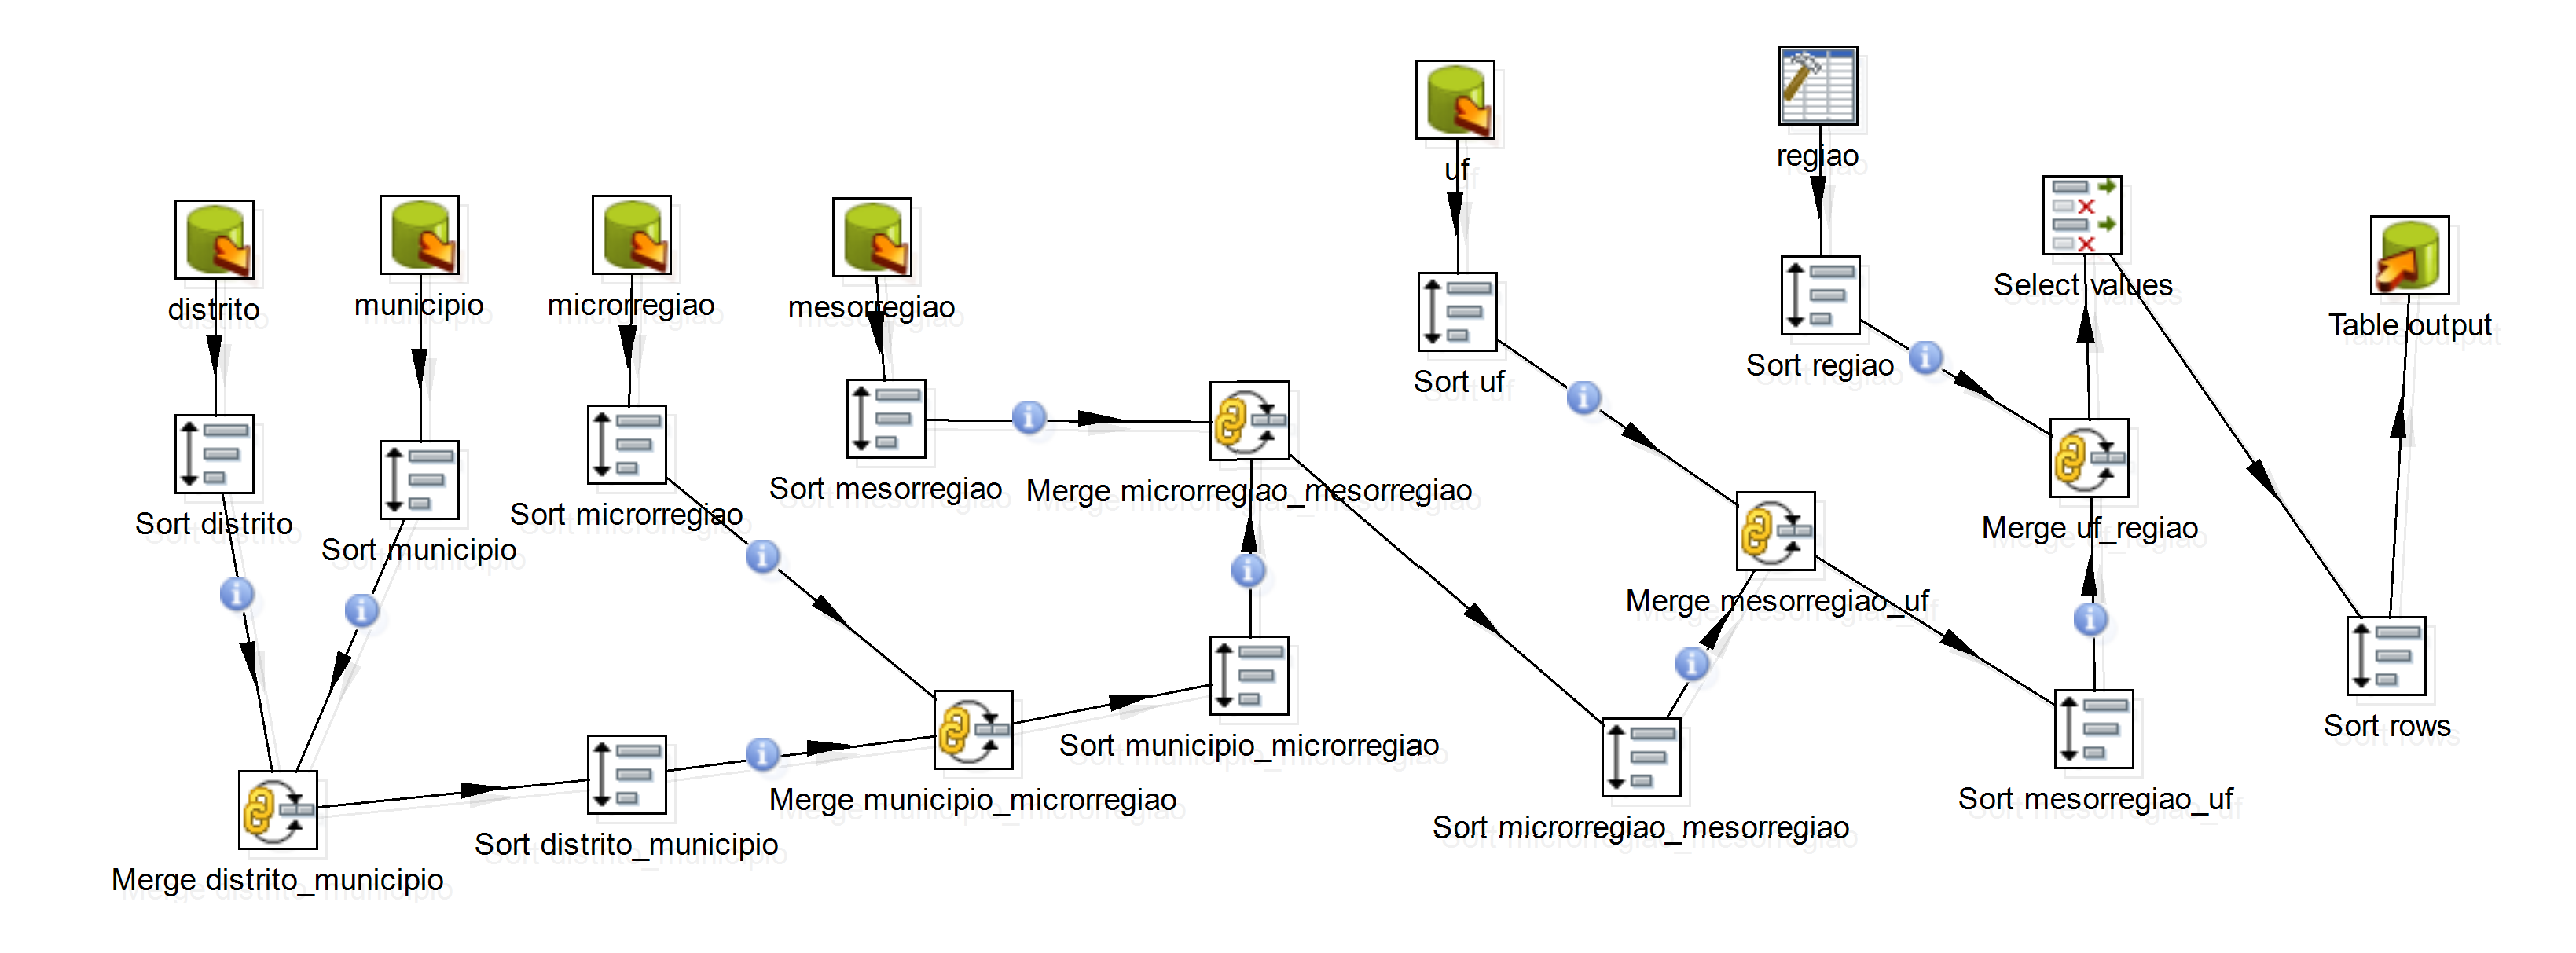 uf
regiao
distrito
municipio
microrregiao
mesorregiao
Select values
Table output
Sort uf
Sort regiao
Sort distrito
Sort municipio
Sort microrregiao
Sort mesorregiao
Merge microrregiao_mesorregiao
Merge uf_regiao
Merge mesorregiao_uf
Sort rows
Merge distrito_municipio
Sort distrito_municipio
Merge municipio_microrregiao
Sort municipio_microrregiao
Sort microrregiao_mesorregiao
Sort mesorregiao_uf